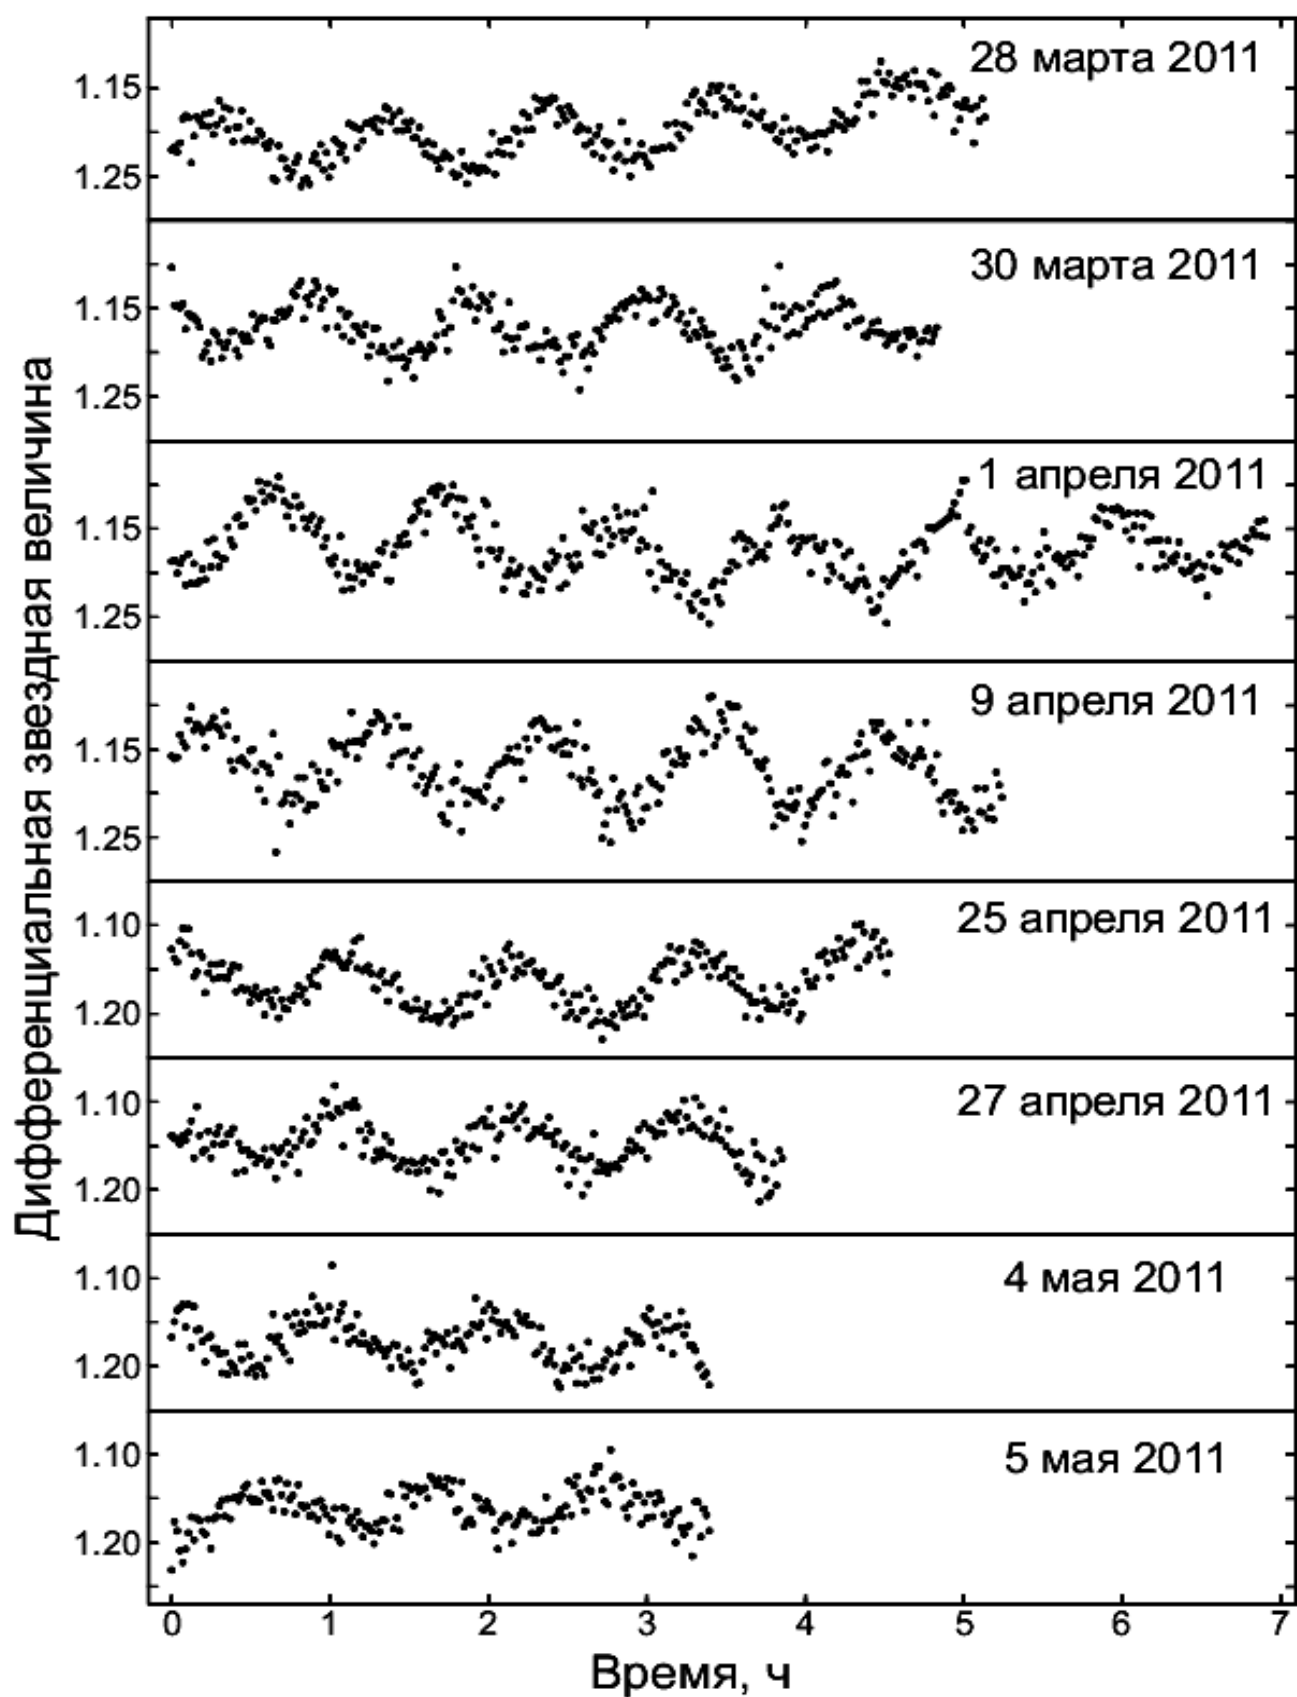 Дифференциальная звездная величина
28 марта 2011
1.15
1.25
30 марта 2011
1.15
1.25
1 апреля 2011
1.15
1.25
9 апреля 2011
1.15
1.25
25 апреля 2011
1.10
1.20
27 апреля 2011
1.10
1.20
4 мая 2011
1.10
1.20
5 мая 2011
1.10
1.20
0 1 2 3 4 5 6 7
Время, ч